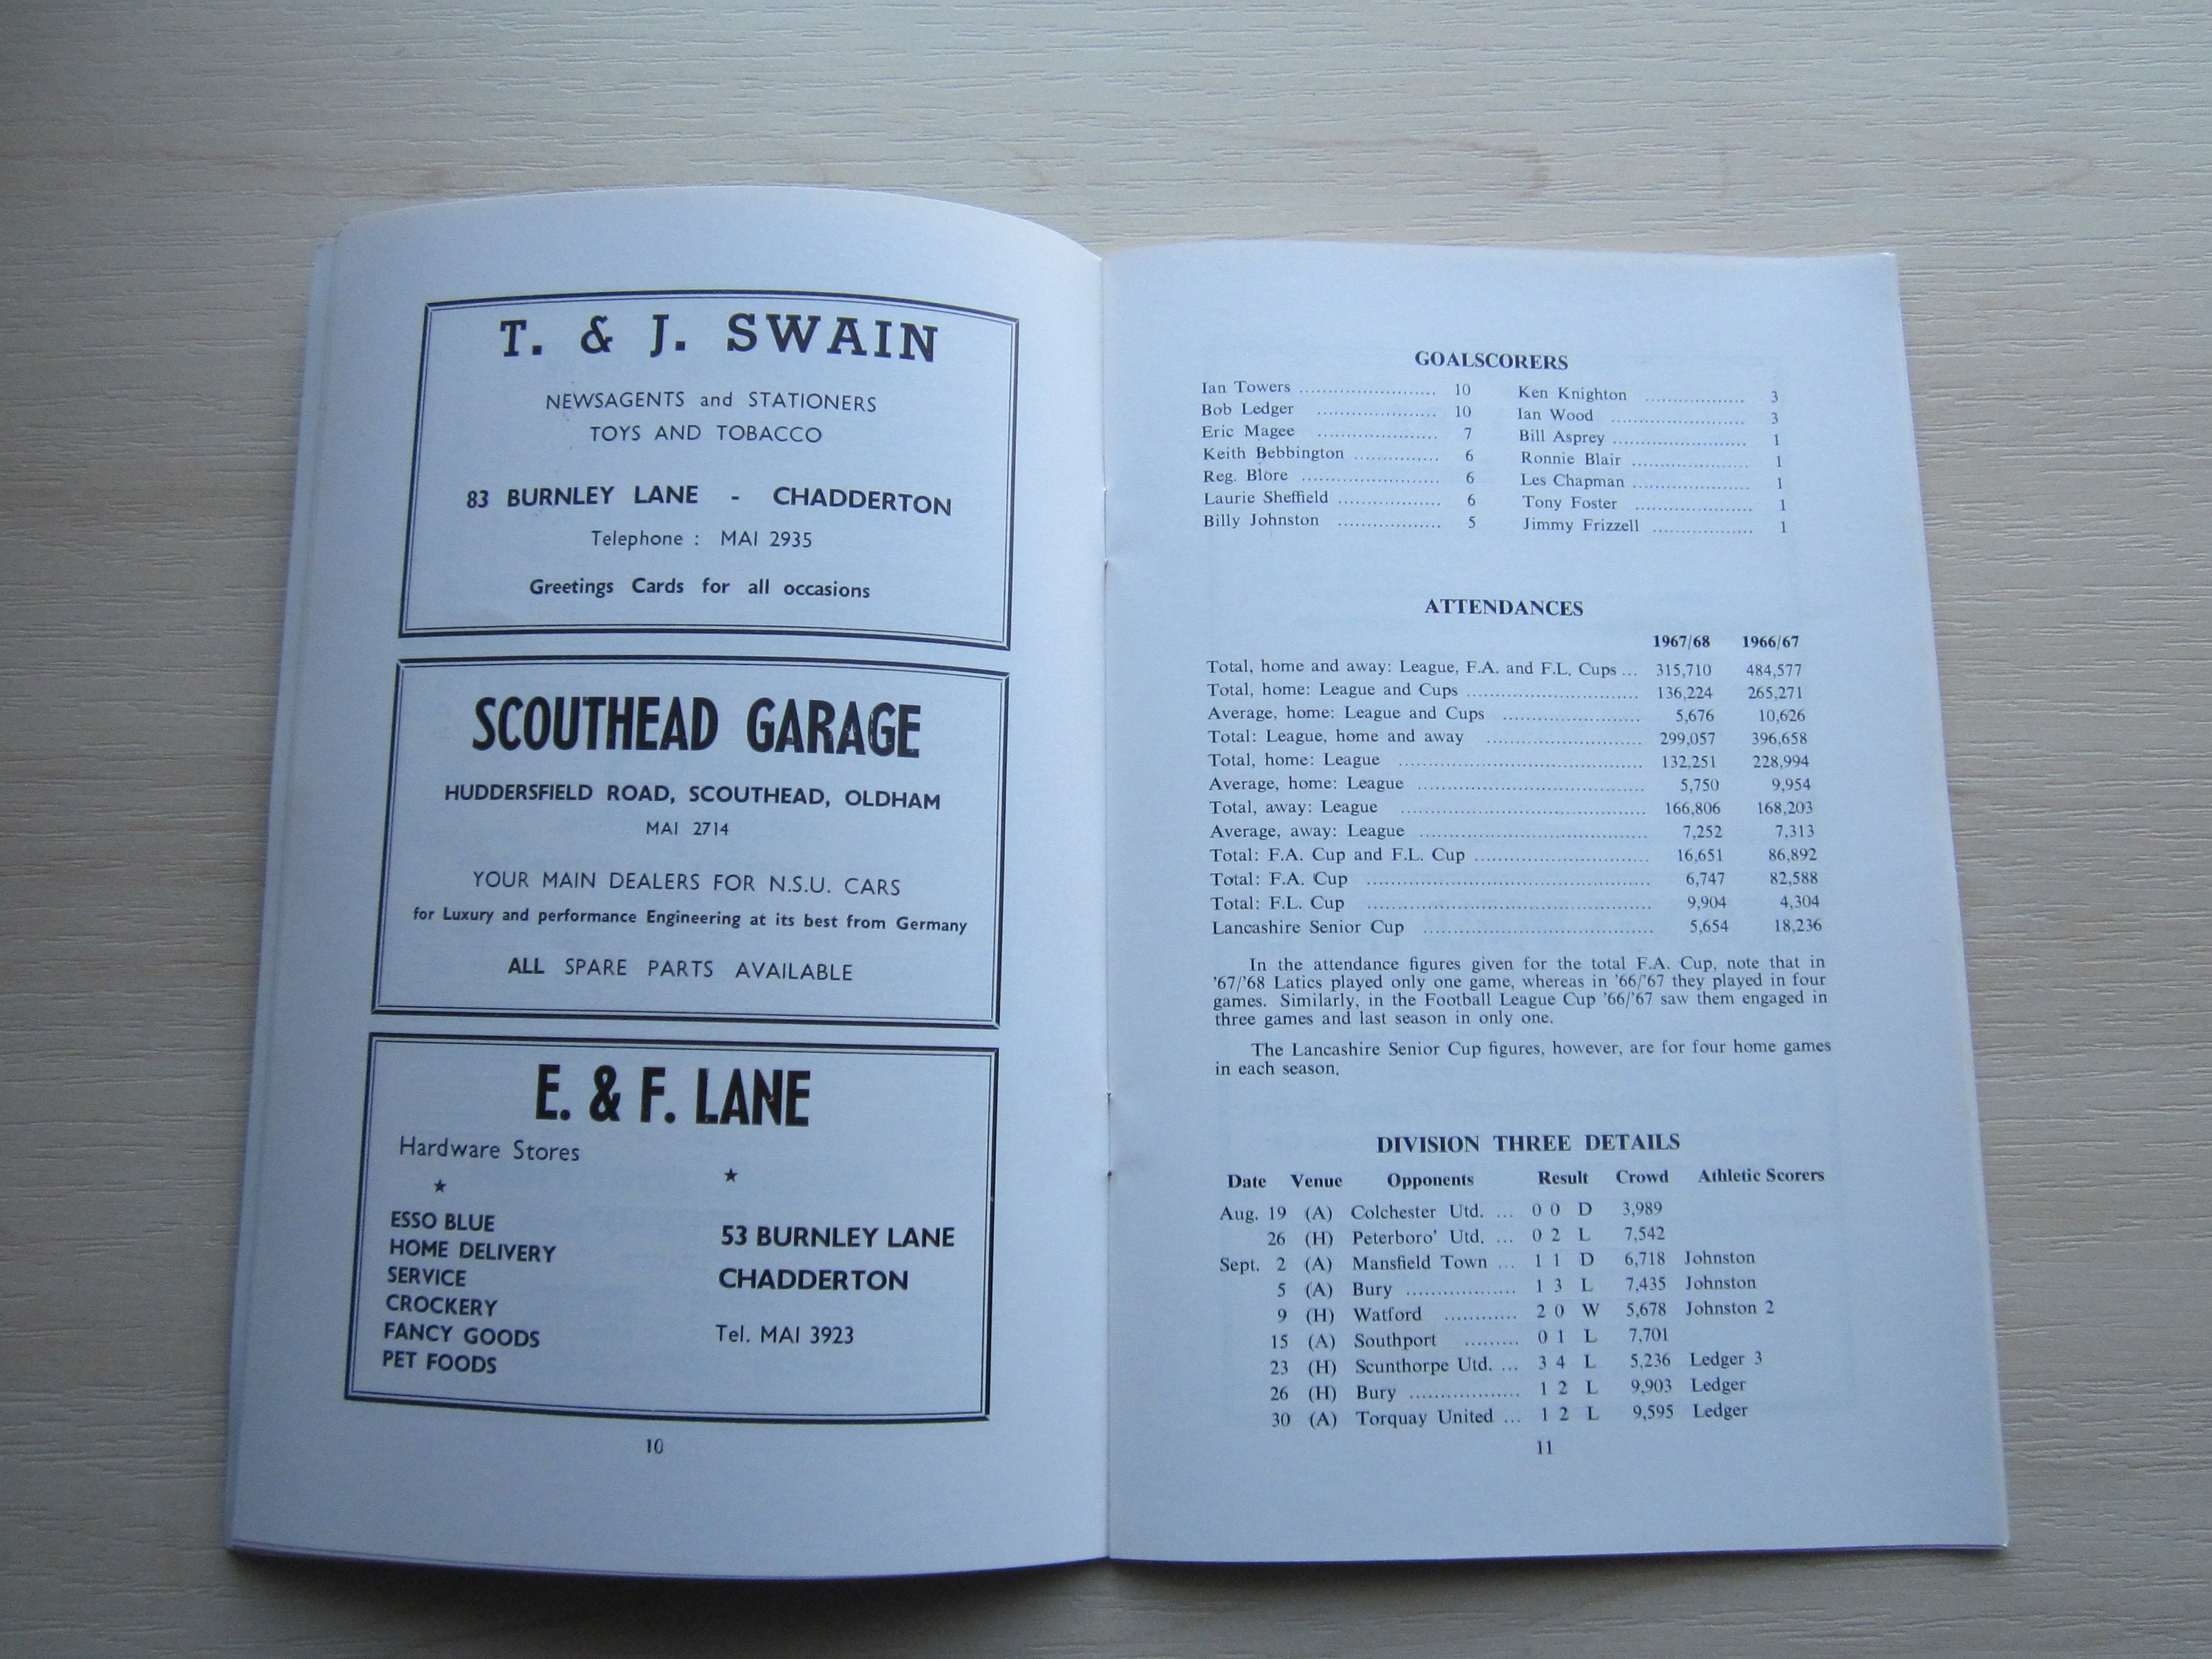 T. & J. SWAIN
NEWSAGENTS and STATIONERS
TOYS AND TOBACCO
83 BURNLEY LANE - CHADDERTON
Telephone : MAI 2935
Greetings Cards for all occasions
SCOUTHEAD GARAGE
HUDDERSFIELD ROAD, SCOUTHEAD, OLDHAM
MAI 2714
YOUR MAIN DEALERS FOR N.S.U. CARS
for Luxury and performance Engineering at its best from Germany
ALL SPARE PARTS AVAILABLE
E. & F. LANE
Hardware Stores
★ ★
ESSO BLUE
HOME DELIVERY
SERVICE
CROCKERY
FANCY GOODS
PET FOODS
53 BURNLEY LANE
CHADDERTON
Tel. MAI 3923
10
GOALSCORERS
Ian Towers ........................ 10 Ken Knighton .................. 3
Bob Ledger ..................... 10 Ian Wood ........................ 3
Eric Magee ..................... 7 Bill Asprey ........................ 1
Keith Bebbington ............... 6 Ronnie Blair ..................... 1
Reg. Blore ........................ 6 Les Chapman ..................... 1
Laurie Sheffield .................. 6 Tony Foster ..................... 1
Billy Johnston .................. 5 Jimmy Frizzell .................. 1
ATTENDANCES
1967/68 1966/67
Total, home and away: League, F.A. and F.L. Cups ... 315,710 484,577
Total, home: League and Cups .............................. 136,224 265,271
Average, home: League and Cups ........................ 5,676 10,626
Total: League, home and away ........................... 299,057 396,658
Total, home: League .......................................... 132,251 228,994
Average, home: League ....................................... 5,750 9,954
Total, away: League .......................................... 166,806 168,203
Average, away: League ....................................... 7,252 7,313
Total: F.A. Cup and F.L. Cup .............................. 16,651 86,892
Total: F.A. Cup ................................................ 6,747 82,588
Total: F.L. Cup ................................................ 9,904 4,304
Lancashire Senior Cup ....................................... 5,654 18,236
In the attendance figures given for the total F.A. Cup, note that in
'67/'68 Latics played only one game, whereas in '66/'67 they played in four
games. Similarly, in the Football League Cup '66/'67 saw them engaged in
three games and last season in only one.
The Lancashire Senior Cup figures, however, are for four home games
in each season.
DIVISION THREE DETAILS
Date Venue Opponents Result Crowd Athletic Scorers
Aug. 19 (A) Colchester Utd. ... 0 0 D 3,989
26 (H) Peterboro' Utd. ... 0 2 L 7,542
Sept. 2 (A) Mansfield Town ... 1 1 D 6,718 Johnston
5 (A) Bury .................. 1 3 L 7,435 Johnston
9 (H) Watford ............ 2 0 W 5,678 Johnston 2
15 (A) Southport ......... 0 1 L 7,701
23 (H) Scunthorpe Utd. ... 3 4 L 5,236 Ledger 3
26 (H) Bury .................. 1 2 L 9,903 Ledger
30 (A) Torquay United ... 1 2 L 9,595 Ledger
11